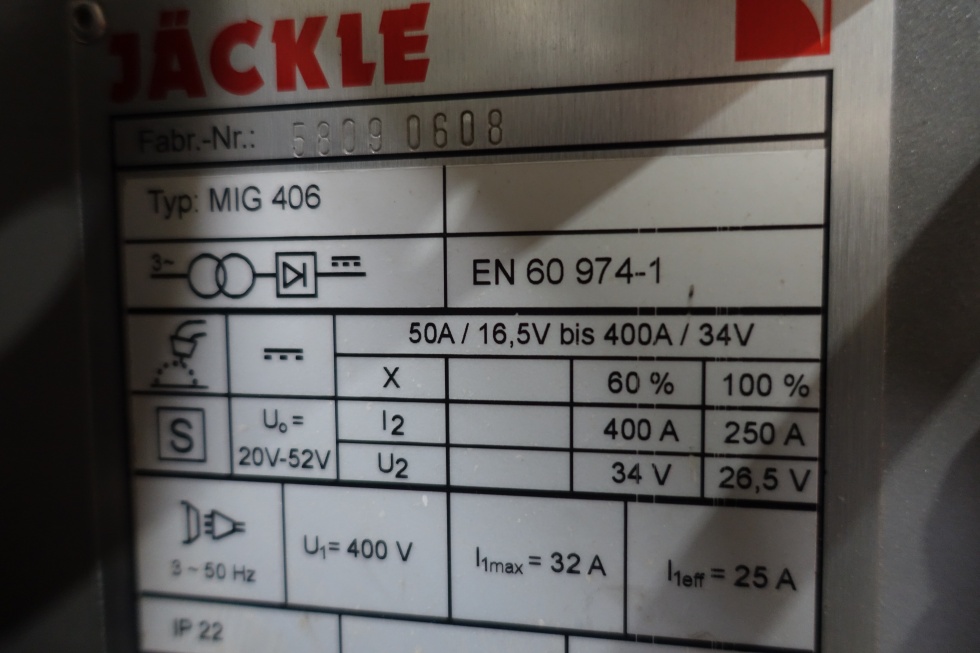 JÄCKLE
Fabr.-Nr.: 5809 0608
Typ: MIG 406
3~
EN 60 974-1
50A / 16,5V bis 400A / 34V
X 60 % 100 %
S
U₀=
20V-52V
I2 400 A 250 A
U2 34 V 26,5 V
3 ~ 50 Hz
U₁= 400 V
I₁max = 32 A
I₁eff = 25 A
IP 22